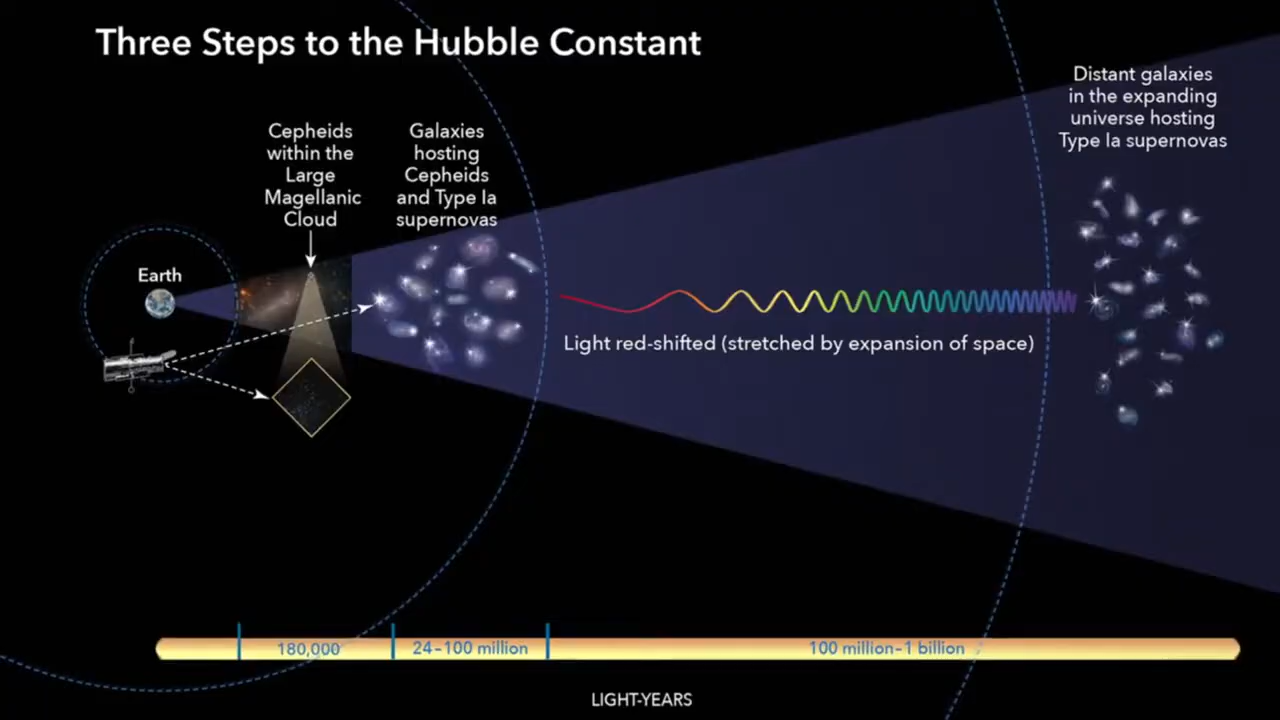 Three Steps to the Hubble Constant
Distant galaxies
in the expanding
universe hosting
Type Ia supernovas
Cepheids
within the
Large
Magellanic
Cloud
Galaxies
hosting
Cepheids
and Type Ia
supernovas
Earth
Light red-shifted (stretched by expansion of space)
180,000
24–100 million
100 million–1 billion
LIGHT-YEARS